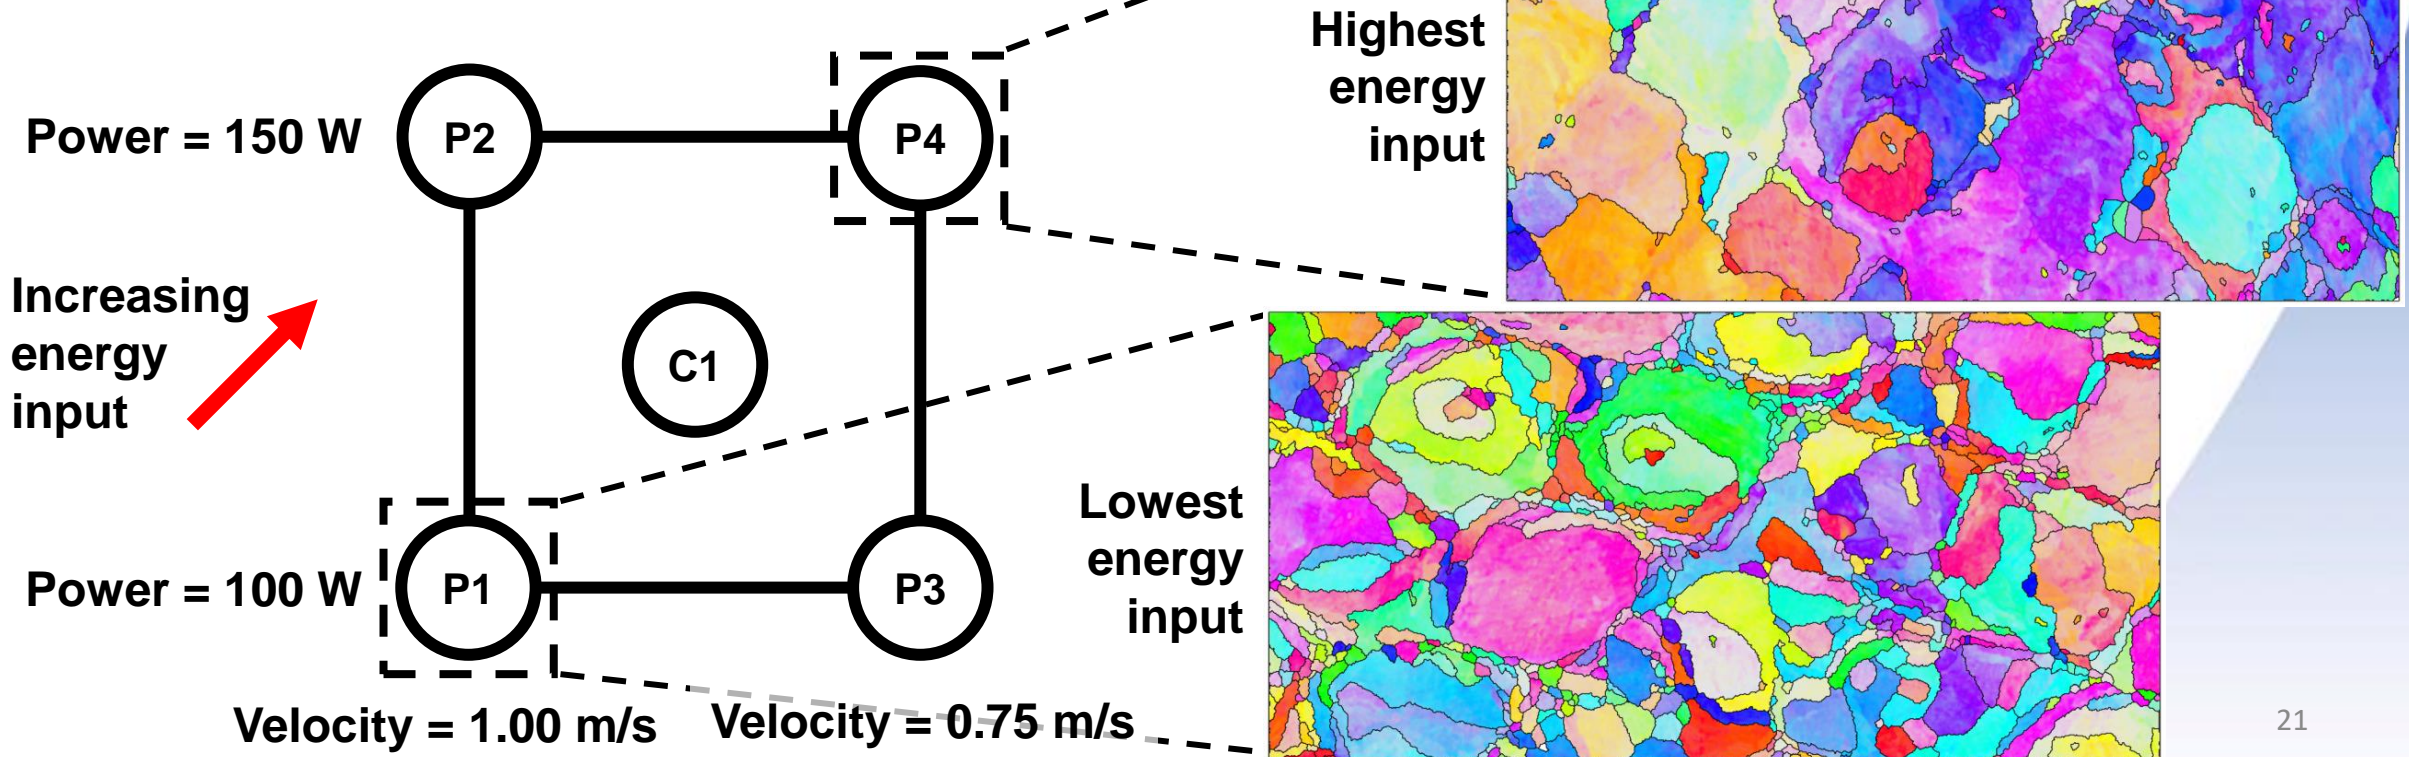 Highest
energy
input
Power = 150 W
P2
P4
Increasing
energy
input
C1
Lowest
energy
input
Power = 100 W
P1
P3
Velocity = 1.00 m/s
Velocity = 0.75 m/s
21